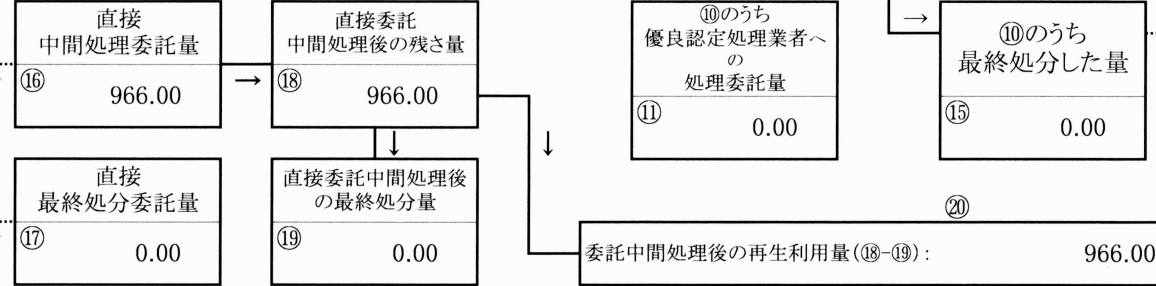 直接
中間処理委託量
⑯
966.00
→
直接委託
中間処理後の残さ量
⑱
966.00
⑩のうち
優良認定処理業者へ
の
処理委託量
⑪
0.00
→
⑩のうち
最終処分した量
⑮
0.00
↓
↓
直接
最終処分委託量
⑰
0.00
直接委託中間処理後
の最終処分量
⑲
0.00
⑳
委託中間処理後の再生利用量(⑱-⑲): 966.00